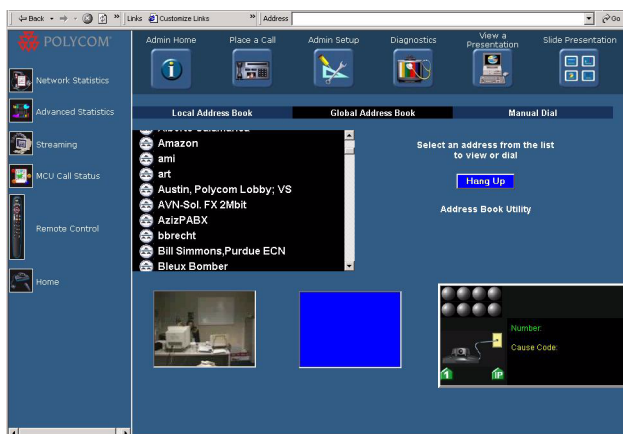 Back
Links
Customize Links
Address
Go
POLYCOM
Admin Home
Place a Call
Admin Setup
Diagnostics
View a
Presentation
Slide Presentation
Network Statistics
Advanced Statistics
Streaming
MCU Call Status
Remote Control
Home
Local Address Book
Global Address Book
Manual Dial
Amazon
ami
art
Austin, Polycom Lobby; VS
AVN-Sol. FX 2Mbit
AzizPABX
bbrecht
Bill Simmons,Purdue ECN
Bleux Bomber
Select an address from the list
to view or dial
Hang Up
Address Book Utility
Number:
Cause Code:
1
IP